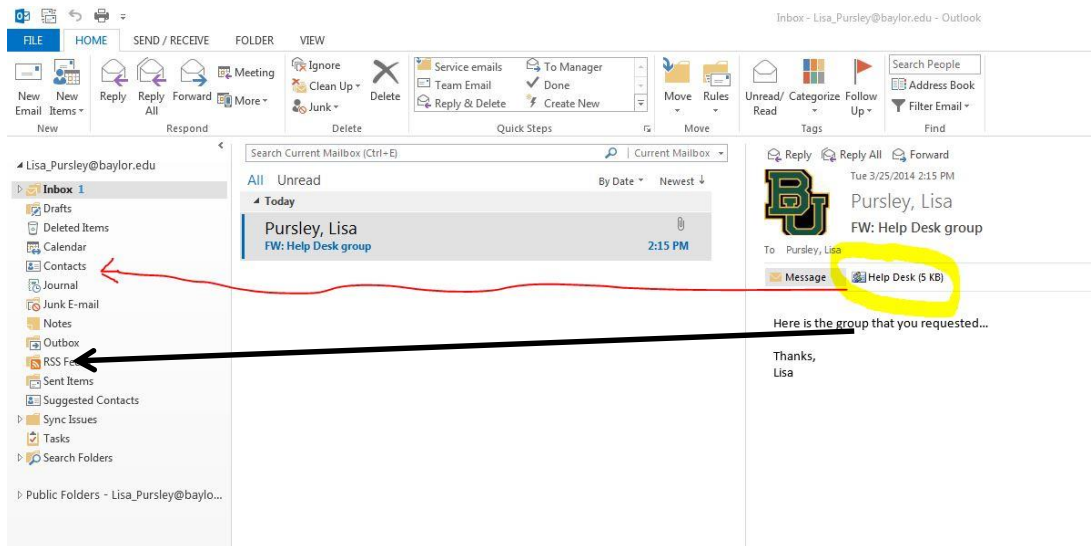 Inbox - Lisa_Pursley@baylor.edu - Outlook
FILE HOME SEND / RECEIVE FOLDER VIEW
New Email
New Items
Reply
Reply All
Forward
Meeting
More
Respond
New
Ignore
Clean Up
Junk
Delete
Delete
Service emails
Team Email
Reply & Delete
To Manager
Done
Create New
Quick Steps
Move
Rules
Move
Unread/ Read
Categorize
Follow Up
Tags
Search People
Address Book
Filter Email
Find
Lisa_Pursley@baylor.edu
Inbox 1
Drafts
Deleted Items
Calendar
Contacts
Journal
Junk E-mail
Notes
Outbox
RSS
Sent Items
Suggested Contacts
Sync Issues
Tasks
Search Folders
Public Folders - Lisa_Pursley@baylo...
Search Current Mailbox (Ctrl+E)
Current Mailbox
All Unread
By Date Newest
Today
Pursley, Lisa
FW: Help Desk group 2:15 PM
Reply Reply All Forward
Tue 3/25/2014 2:15 PM
BU
Pursley, Lisa
FW: Help Desk group
To Pursley, Lisa
Message Help Desk (5 KB)
Here is the group that you requested...
Thanks,
Lisa